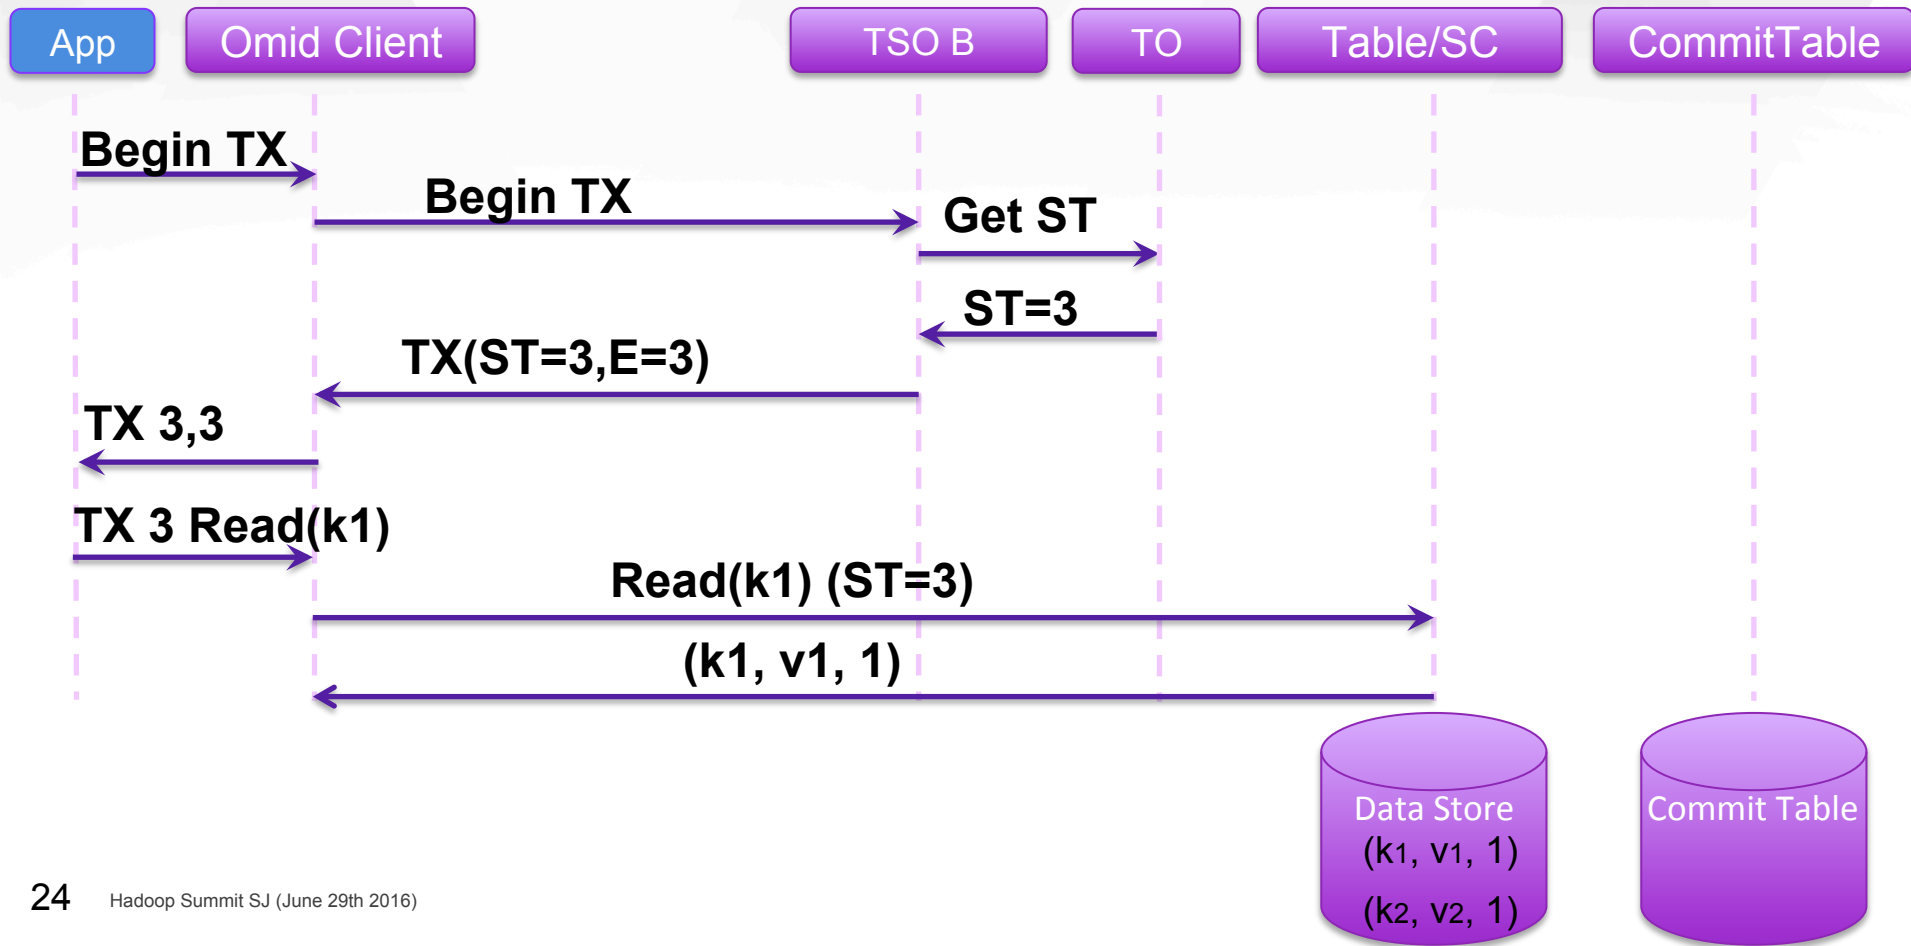 App
Omid Client
TSO B
TO
Table/SC
CommitTable
Begin TX
Begin TX
Get ST
ST=3
TX(ST=3,E=3)
TX 3,3
TX 3 Read(k1)
Read(k1) (ST=3)
(k1, v1, 1)
Data Store
(k1, v1, 1)
(k2, v2, 1)
Commit Table
24
Hadoop Summit SJ (June 29th 2016)